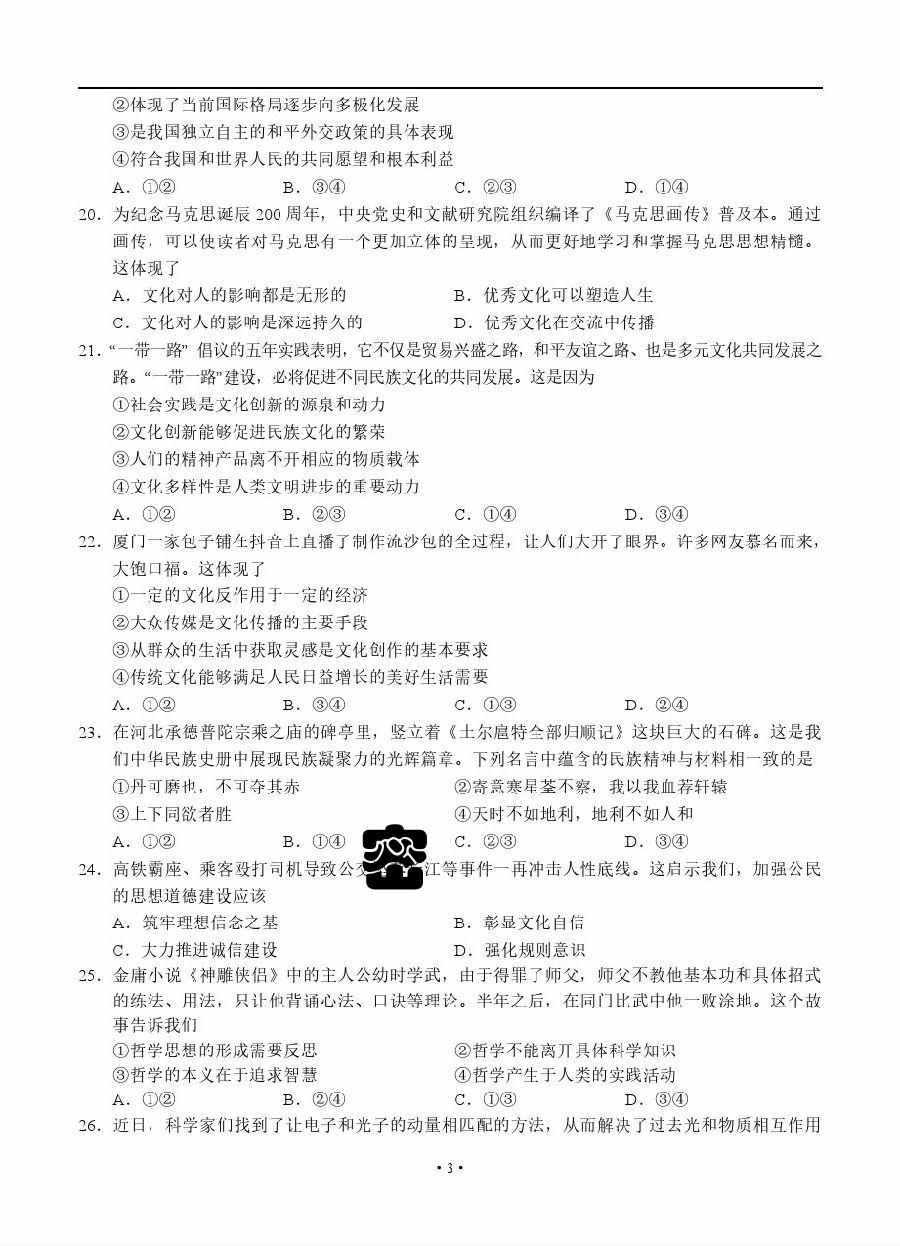 ②体现了当前国际格局逐步向多极化发展
③是我国独立自主的和平外交政策的具体表现
④符合我国和世界人民的共同愿望和根本利益
A．①② B．③④ C．②③ D．①④
20．为纪念马克思诞辰 200 周年，中央党史和文献研究院组织编译了《马克思画传》普及本。通过
画传，可以使读者对马克思有一个更加立体的呈现，从而更好地学习和掌握马克思思想精髓。
这体现了
A．文化对人的影响都是无形的 B．优秀文化可以塑造人生
C．文化对人的影响是深远持久的 D．优秀文化在交流中传播
21．“一带一路” 倡议的五年实践表明，它不仅是贸易兴盛之路，和平友谊之路、也是多元文化共同发展之
路。“一带一路”建设，必将促进不同民族文化的共同发展。这是因为
①社会实践是文化创新的源泉和动力
②文化创新能够促进民族文化的繁荣
③人们的精神产品离不开相应的物质载体
④文化多样性是人类文明进步的重要动力
A．①② B．②③ C．①④ D．③④
22．厦门一家包子铺在抖音上直播了制作流沙包的全过程，让人们大开了眼界。许多网友慕名而来，
大饱口福。这体现了
①一定的文化反作用于一定的经济
②大众传媒是文化传播的主要手段
③从群众的生活中获取灵感是文化创作的基本要求
④传统文化能够满足人民日益增长的美好生活需要
A．①② B．③④ C．①③ D．②④
23．在河北承德普陀宗乘之庙的碑亭里，竖立着《土尔扈特全部归顺记》这块巨大的石碑。这是我
们中华民族史册中展现民族凝聚力的光辉篇章。下列名言中蕴含的民族精神与材料相一致的是
①丹可磨也，不可夺其赤 ②寄意寒星荃不察，我以我血荐轩辕
③上下同欲者胜 ④天时不如地利，地利不如人和
A．①② B．①④ C．②③ D．③④
24．高铁霸座、乘客殴打司机导致公交 江等事件一再冲击人性底线。这启示我们，加强公民
的思想道德建设应该
A．筑牢理想信念之基 B．彰显文化自信
C．大力推进诚信建设 D．强化规则意识
25．金庸小说《神雕侠侣》中的主人公幼时学武，由于得罪了师父，师父不教他基本功和具体招式
的练法、用法，只让他背诵心法、口诀等理论。半年之后，在同门比武中他一败涂地。这个故
事告诉我们
①哲学思想的形成需要反思 ②哲学不能离开具体科学知识
③哲学的本义在于追求智慧 ④哲学产生于人类的实践活动
A．①② B．②④ C．①③ D．③④
26．近日，科学家们找到了让电子和光子的动量相匹配的方法，从而解决了过去光和物质相互作用
·3·